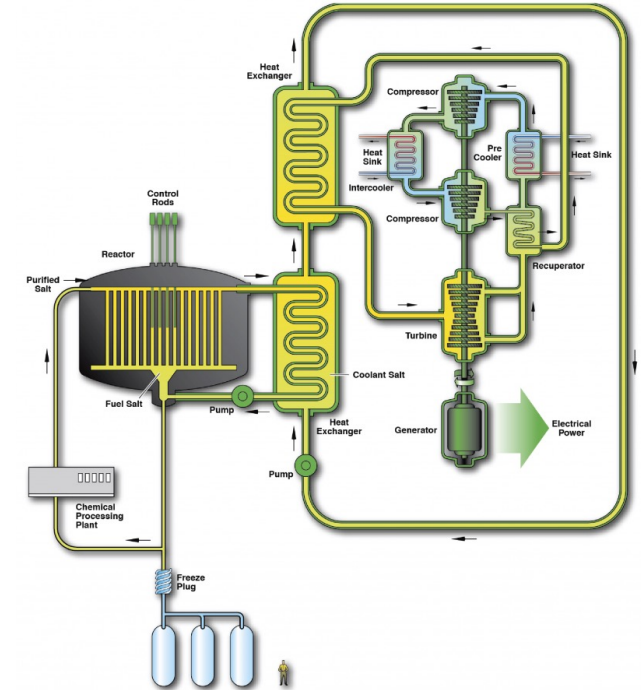 Heat
Exchanger
Compressor
Heat
Sink
Pre
Cooler
Heat Sink
Intercooler
Compressor
Control
Rods
Reactor
Recuperator
Purified
Salt
Turbine
Coolant Salt
Fuel Salt
Pump
Heat
Exchanger
Generator
Electrical
Power
Pump
Chemical
Processing
Plant
Freeze
Plug